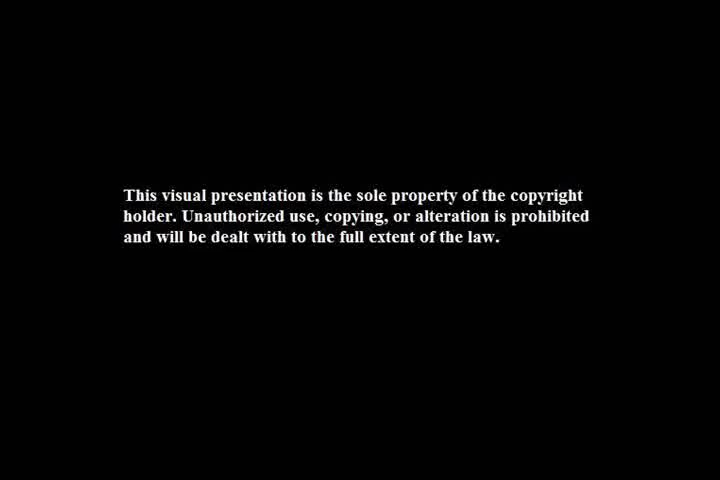 This visual presentation is the sole property of the copyright
holder. Unauthorized use, copying, or alteration is prohibited
and will be dealt with to the full extent of the law.